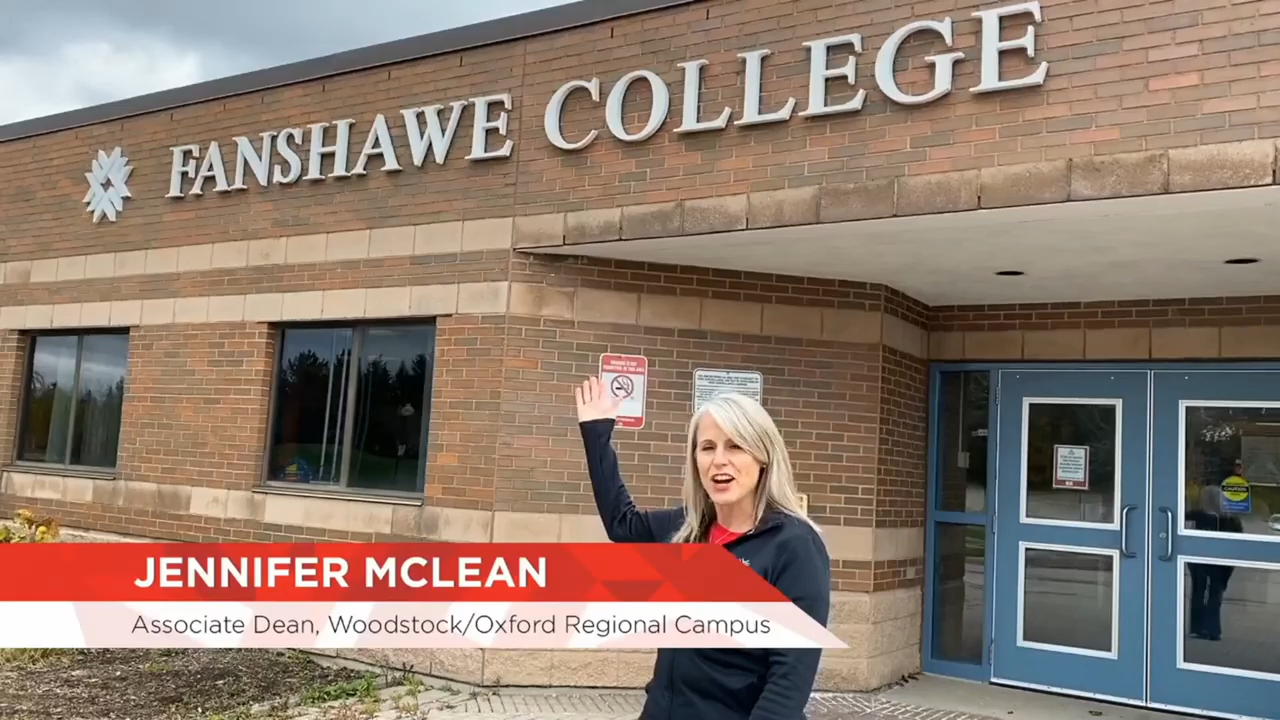 FANSHAWE COLLEGE
JENNIFER MCLEAN
Associate Dean, Woodstock/Oxford Regional Campus